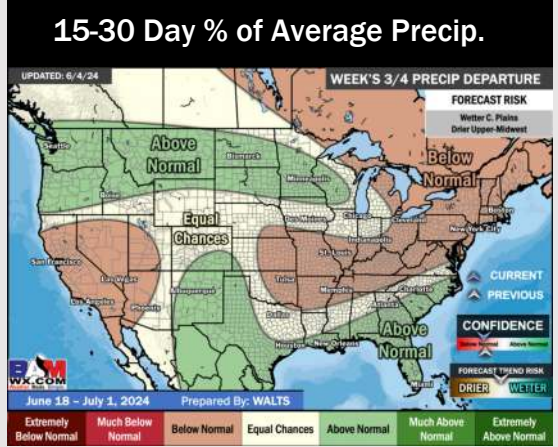 15-30 Day % of Average Precip.
UPDATED: 6/4/24
WEEK'S 3/4 PRECIP DEPARTURE
FORECAST RISK
Wetter C. Plains
Drier Upper-Midwest
Seattle
Above
Normal
Bismarck
Minneapolis
Below
Normal
Boise
Boston
New York City
Equal
Chances
Des Moines
Chicago
Cleveland
Indianapolis
San Francisco
St. Louis
Las Vegas
Tulsa
Los Angeles
Phoenix
Albuquerque
Memphis
Charlotte
Atlanta
Dallas
Above
Normal
Houston
New Orleans
Miami
CURRENT
PREVIOUS
CONFIDENCE
Below Normal
Above Normal
FORECAST TREND RISK
DRIER
WETTER
BAM
WX.COM
June 18 – July 1, 2024
Prepared By: WALTS
Extremely
Below Normal
Much Below
Normal
Below Normal
Equal Chances
Above Normal
Much Above
Normal
Extremely
Above Normal